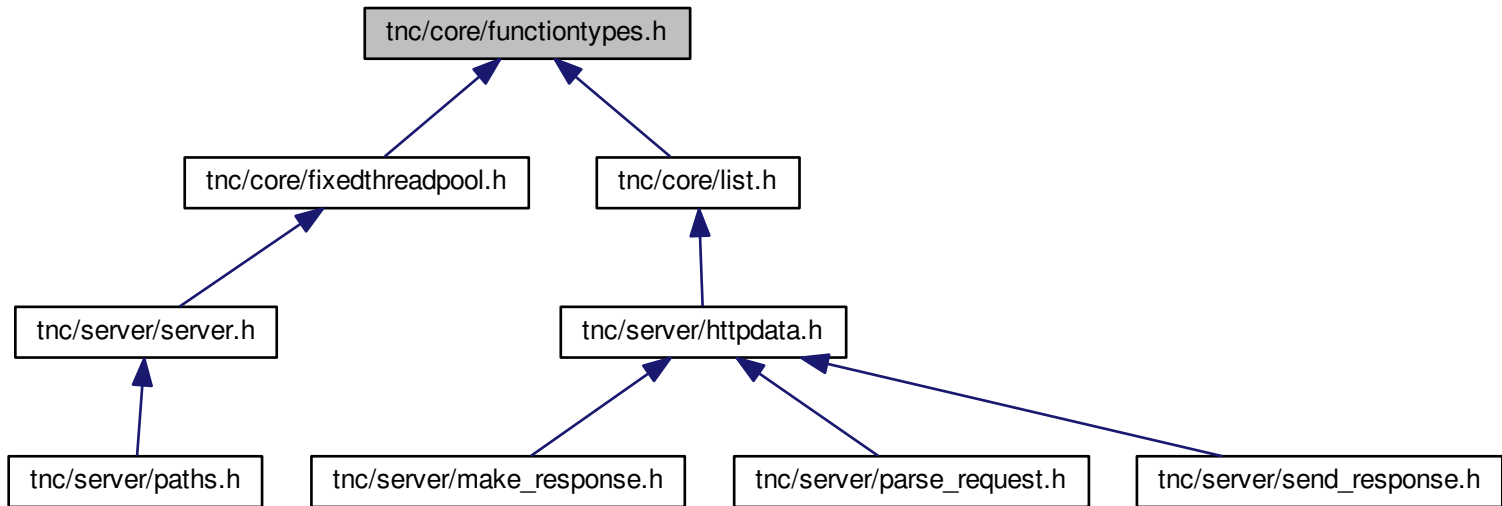 tnc/core/functiontypes.h
tnc/core/fixedthreadpool.h
tnc/core/list.h
tnc/server/server.h
tnc/server/httpdata.h
tnc/server/paths.h
tnc/server/make_response.h
tnc/server/parse_request.h
tnc/server/send_response.h